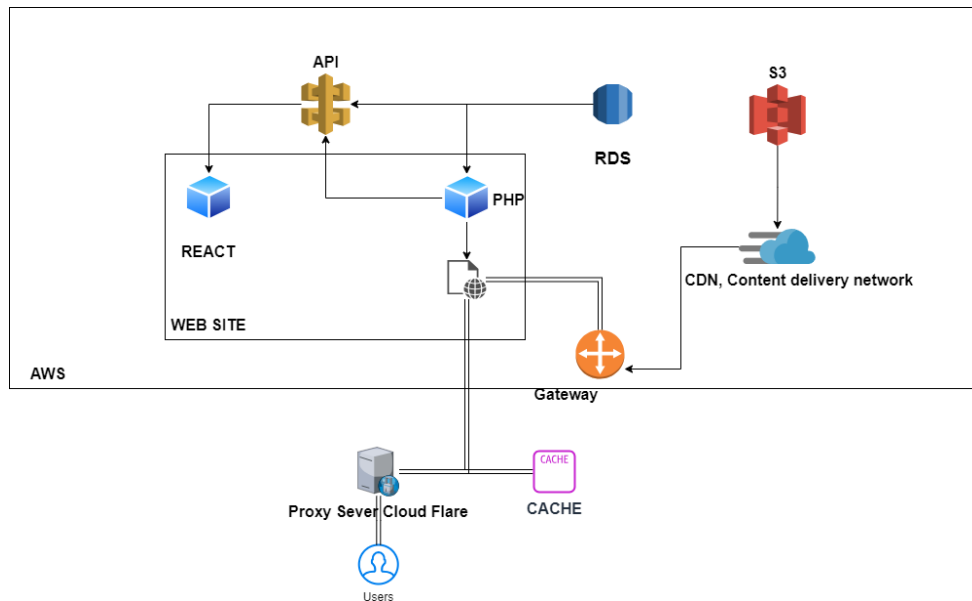 API
S3
RDS
PHP
REACT
CDN, Content delivery network
WEB SITE
AWS
Gateway
CACHE
Proxy Sever Cloud Flare
CACHE
Users